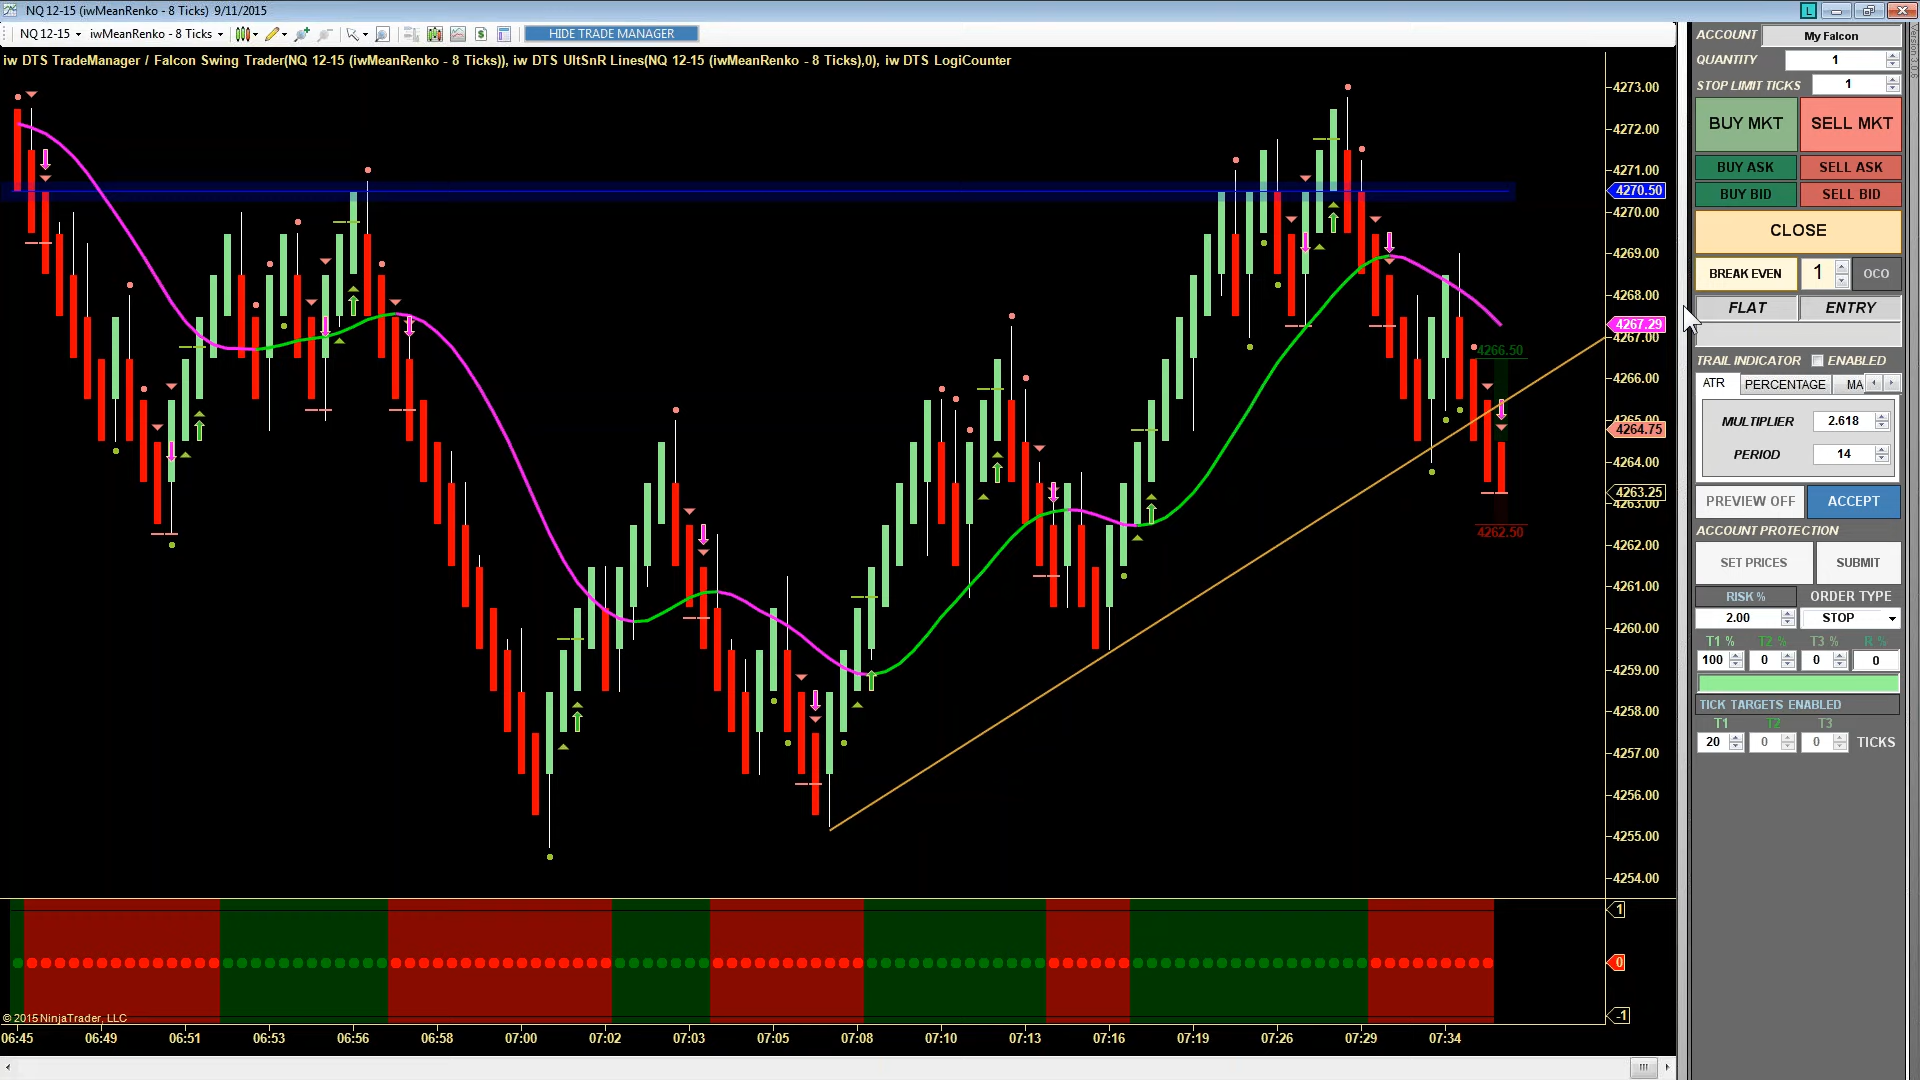 NQ 12-15 (iwMeanRenko - 8 Ticks) 9/11/2015
L
NQ 12-15 iwMeanRenko - 8 Ticks HIDE TRADE MANAGER
iw DTS TradeManager / Falcon Swing Trader(NQ 12-15 (iwMeanRenko - 8 Ticks)), iw DTS UltSnR Lines(NQ 12-15 (iwMeanRenko - 8 Ticks),0), iw DTS LogiCounter
4273.00
4272.00
4271.00
4270.50
4270.00
4269.00
4268.00
4267.29
4267.00
4266.50
4266.00
4265.00
4264.75
4264.00
4263.25
4263.00
4262.50
4262.00
4261.00
4260.00
4259.00
4258.00
4257.00
4256.00
4255.00
4254.00
1
0
-1
© 2015 NinjaTrader, LLC
06:45 06:49 06:51 06:53 06:56 06:58 07:00 07:02 07:03 07:05 07:08 07:10 07:13 07:16 07:19 07:26 07:29 07:34
Version 3.0.6
ACCOUNT My Falcon
QUANTITY 1
STOP LIMIT TICKS 1
BUY MKT SELL MKT
BUY ASK SELL ASK
BUY BID SELL BID
CLOSE
BREAK EVEN 1 OCO
FLAT ENTRY
TRAIL INDICATOR ENABLED
ATR PERCENTAGE MA
MULTIPLIER 2.618
PERIOD 14
PREVIEW OFF ACCEPT
ACCOUNT PROTECTION
SET PRICES SUBMIT
RISK % ORDER TYPE
2.00 STOP
T1 % T2 % T3 % R %
100 0 0 0
TICK TARGETS ENABLED
T1 T2 T3
20 0 0 TICKS